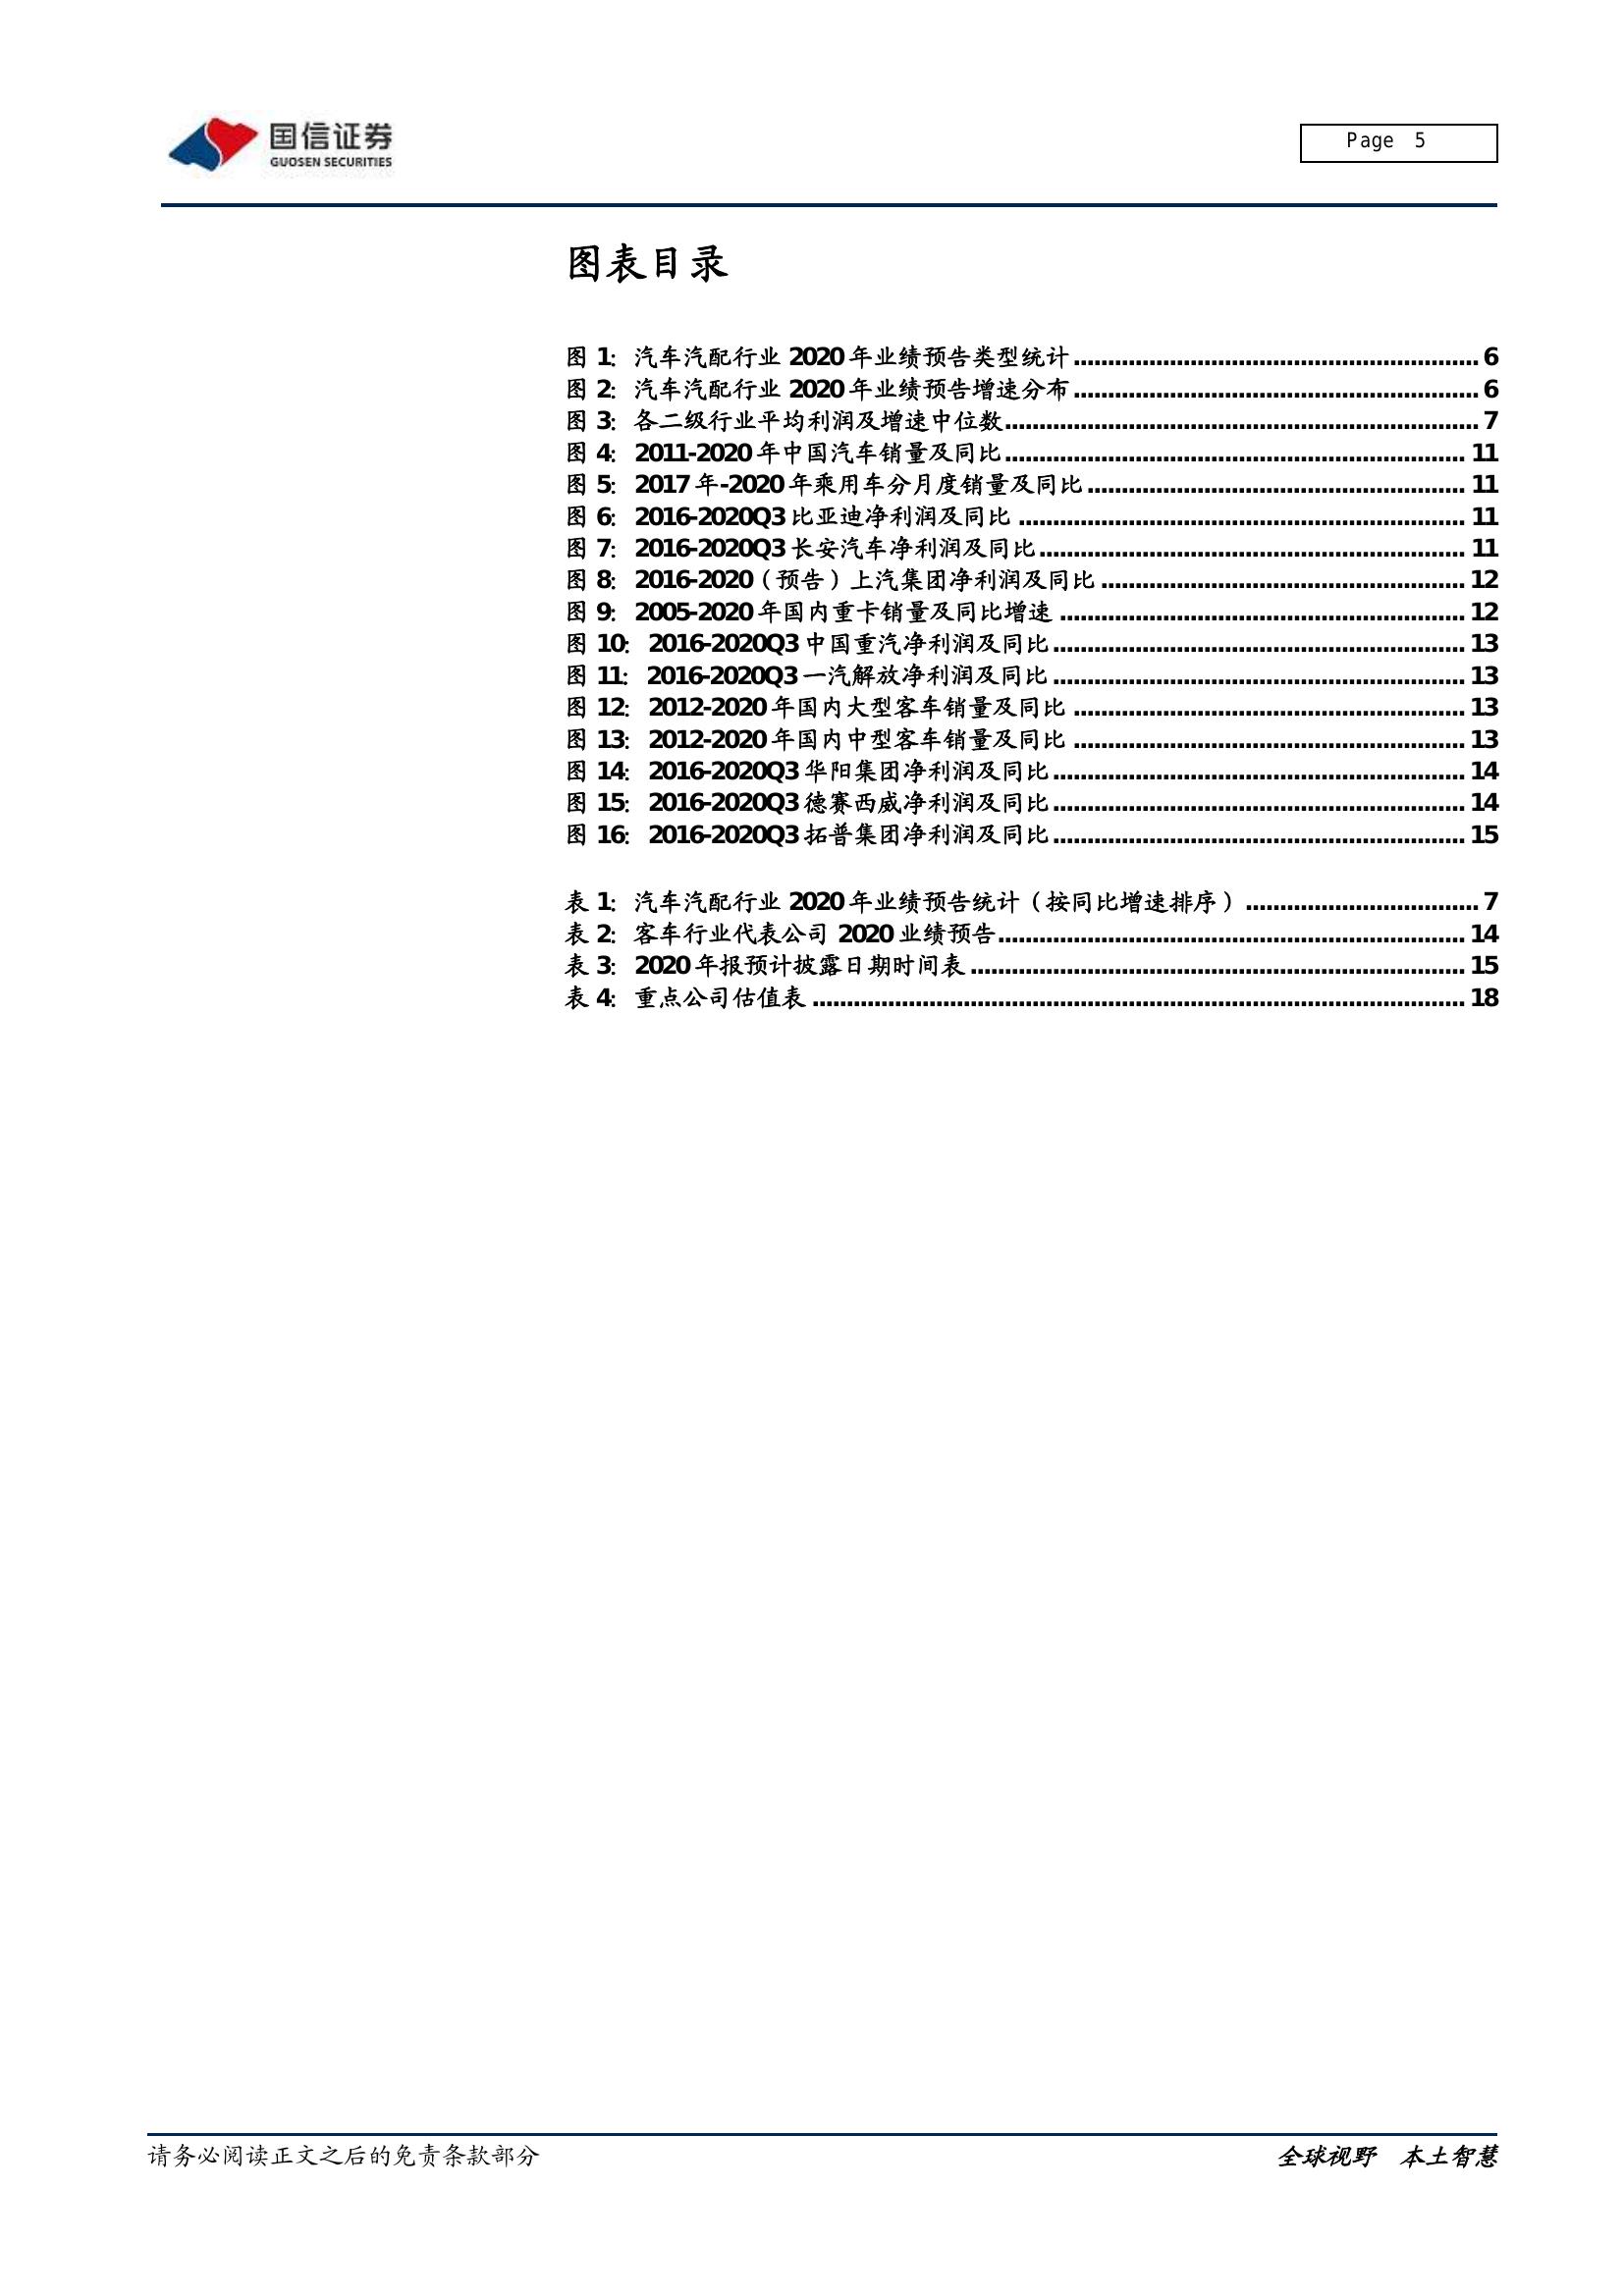 国信证券
GUOSEN SECURITIES
Page 5
图表目录
图 1: 汽车汽配行业 2020 年业绩预告类型统计 ........ 6
图 2: 汽车汽配行业 2020 年业绩预告增速分布 ........ 6
图 3: 各二级行业平均利润及增速中位数 ........ 7
图 4: 2011-2020 年中国汽车销量及同比 ........ 11
图 5: 2017 年-2020 年乘用车分月度销量及同比 ........ 11
图 6: 2016-2020Q3 比亚迪净利润及同比 ........ 11
图 7: 2016-2020Q3 长安汽车净利润及同比 ........ 11
图 8: 2016-2020（预告）上汽集团净利润及同比 ........ 12
图 9: 2005-2020 年国内重卡销量及同比增速 ........ 12
图 10: 2016-2020Q3 中国重汽净利润及同比 ........ 13
图 11: 2016-2020Q3 一汽解放净利润及同比 ........ 13
图 12: 2012-2020 年国内大型客车销量及同比 ........ 13
图 13: 2012-2020 年国内中型客车销量及同比 ........ 13
图 14: 2016-2020Q3 华阳集团净利润及同比 ........ 14
图 15: 2016-2020Q3 德赛西威净利润及同比 ........ 14
图 16: 2016-2020Q3 拓普集团净利润及同比 ........ 15
表 1: 汽车汽配行业 2020 年业绩预告统计（按同比增速排序） ........ 7
表 2: 客车行业代表公司 2020 业绩预告 ........ 14
表 3: 2020 年报预计披露日期时间表 ........ 15
表 4: 重点公司估值表 ........ 18
请务必阅读正文之后的免责条款部分
全球视野 本土智慧